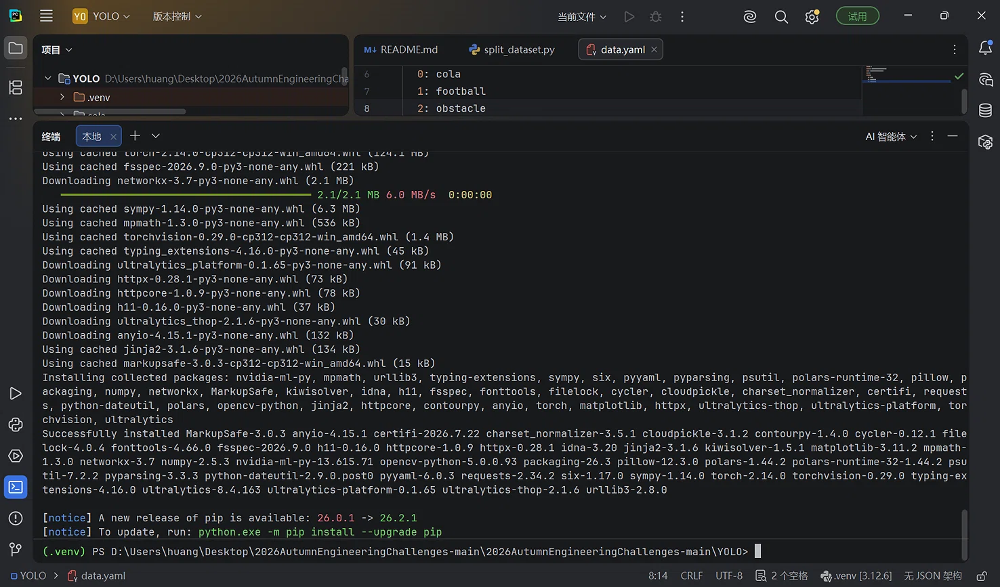 YO YOLO 版本控制 当前文件 试用
项目
README.md split_dataset.py data.yaml
YOLO D:\Users\huang\Desktop\2026AutumnEngineeringCha
.venv
6 0: cola
7 1: football
8 2: obstacle
终端 本地 AI 智能体
Using cached torch-2.14.0-cp312-cp312-win_amd64.whl (124.1 MB)
Using cached fsspec-2026.9.0-py3-none-any.whl (221 kB)
Downloading networkx-3.7-py3-none-any.whl (2.1 MB)
2.1/2.1 MB 6.0 MB/s 0:00:00
Using cached sympy-1.14.0-py3-none-any.whl (6.3 MB)
Using cached mpmath-1.3.0-py3-none-any.whl (536 kB)
Using cached torchvision-0.29.0-cp312-cp312-win_amd64.whl (1.4 MB)
Using cached typing_extensions-4.16.0-py3-none-any.whl (45 kB)
Downloading ultralytics_platform-0.1.65-py3-none-any.whl (91 kB)
Downloading httpx-0.28.1-py3-none-any.whl (73 kB)
Downloading httpcore-1.0.9-py3-none-any.whl (78 kB)
Downloading h11-0.16.0-py3-none-any.whl (37 kB)
Downloading ultralytics_thop-2.1.6-py3-none-any.whl (30 kB)
Downloading anyio-4.15.1-py3-none-any.whl (132 kB)
Using cached jinja2-3.1.6-py3-none-any.whl (134 kB)
Using cached markupsafe-3.0.3-cp312-cp312-win_amd64.whl (15 kB)
Installing collected packages: nvidia-ml-py, mpmath, urllib3, typing-extensions, sympy, six, pyyaml, pyparsing, psutil, polars-runtime-32, pillow, p
ackaging, numpy, networkx, MarkupSafe, kiwisolver, idna, h11, fsspec, fonttools, filelock, cycler, cloudpickle, charset_normalizer, certifi, request
s, python-dateutil, polars, opencv-python, jinja2, httpcore, contourpy, anyio, torch, matplotlib, httpx, ultralytics-thop, ultralytics-platform, tor
chvision, ultralytics
Successfully installed MarkupSafe-3.0.3 anyio-4.15.1 certifi-2026.7.22 charset_normalizer-3.5.1 cloudpickle-3.1.2 contourpy-1.4.0 cycler-0.12.1 file
lock-4.0.4 fonttools-4.66.0 fsspec-2026.9.0 h11-0.16.0 httpcore-1.0.9 httpx-0.28.1 idna-3.20 jinja2-3.1.6 kiwisolver-1.5.1 matplotlib-3.11.2 mpmath-
1.3.0 networkx-3.7 numpy-2.5.3 nvidia-ml-py-13.615.71 opencv-python-5.0.0.93 packaging-26.3 pillow-12.3.0 polars-1.44.2 polars-runtime-32-1.44.2 psu
til-7.2.2 pyparsing-3.3.3 python-dateutil-2.9.0.post0 pyyaml-6.0.3 requests-2.34.2 six-1.17.0 sympy-1.14.0 torch-2.14.0 torchvision-0.29.0 typing-ex
tensions-4.16.0 ultralytics-8.4.163 ultralytics-platform-0.1.65 ultralytics-thop-2.1.6 urllib3-2.8.0
[notice] A new release of pip is available: 26.0.1 -> 26.2.1
[notice] To update, run: python.exe -m pip install --upgrade pip
(.venv) PS D:\Users\huang\Desktop\2026AutumnEngineeringChallenges-main\2026AutumnEngineeringChallenges-main\YOLO>
YOLO > data.yaml 8:14 CRLF UTF-8 2 个空格 .venv [3.12.6] 无 JSON 架构